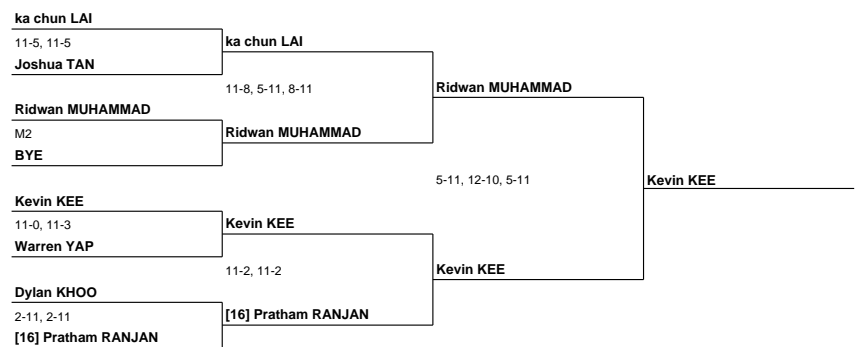 ka chun LAI
11-5, 11-5
Joshua TAN
ka chun LAI
11-8, 5-11, 8-11
Ridwan MUHAMMAD
Ridwan MUHAMMAD
M2
BYE
Ridwan MUHAMMAD
5-11, 12-10, 5-11
Kevin KEE
Kevin KEE
11-0, 11-3
Warren YAP
Kevin KEE
11-2, 11-2
Kevin KEE
Dylan KHOO
2-11, 2-11
[16] Pratham RANJAN
[16] Pratham RANJAN